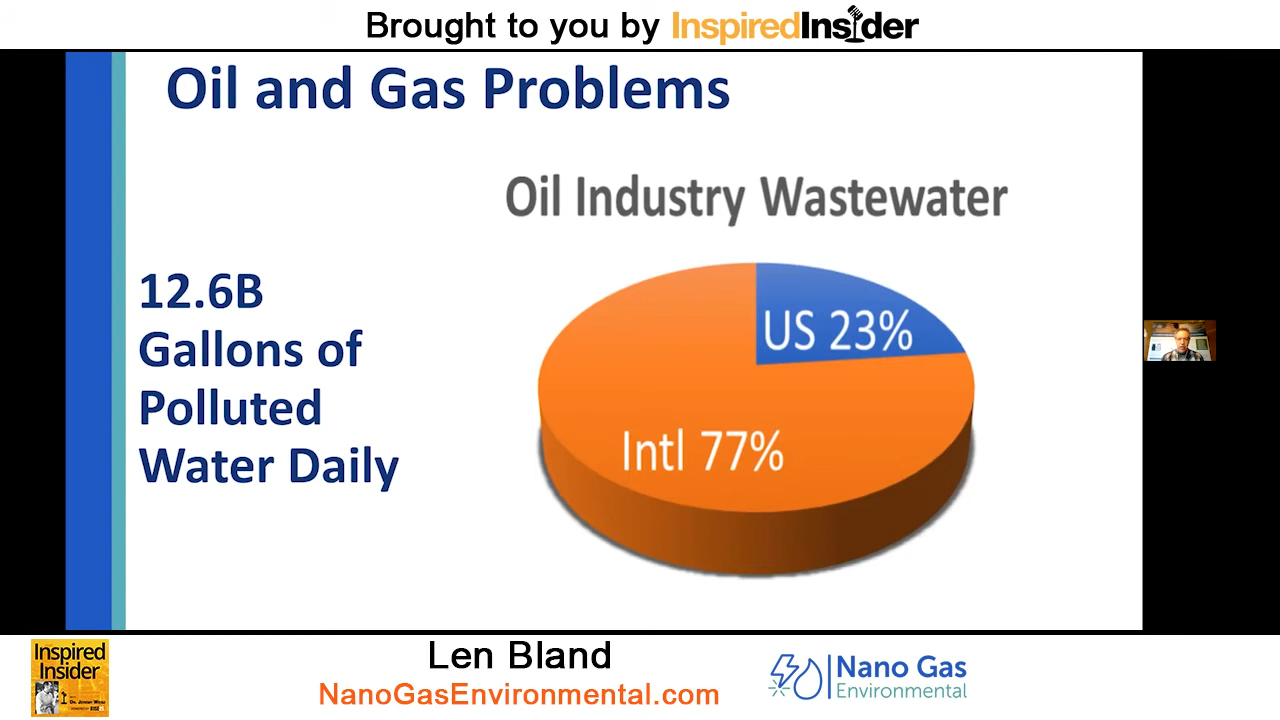 Brought to you by InspiredInsider
Oil and Gas Problems
Oil Industry Wastewater
12.6B
Gallons of
Polluted
Water Daily
US 23%
Intl 77%
Inspired
Insider
Len Bland
NanoGasEnvironmental.com
Nano Gas
Environmental